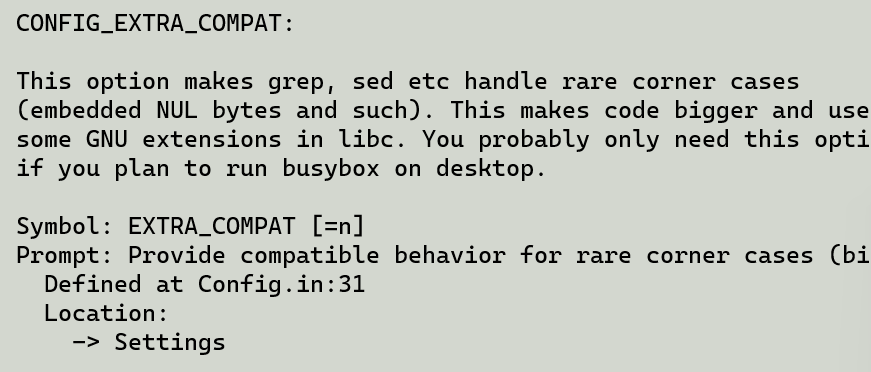 CONFIG_EXTRA_COMPAT:
This option makes grep, sed etc handle rare corner cases
(embedded NUL bytes and such). This makes code bigger and use
some GNU extensions in libc. You probably only need this opti
if you plan to run busybox on desktop.
Symbol: EXTRA_COMPAT [=n]
Prompt: Provide compatible behavior for rare corner cases (bi
Defined at Config.in:31
Location:
-> Settings